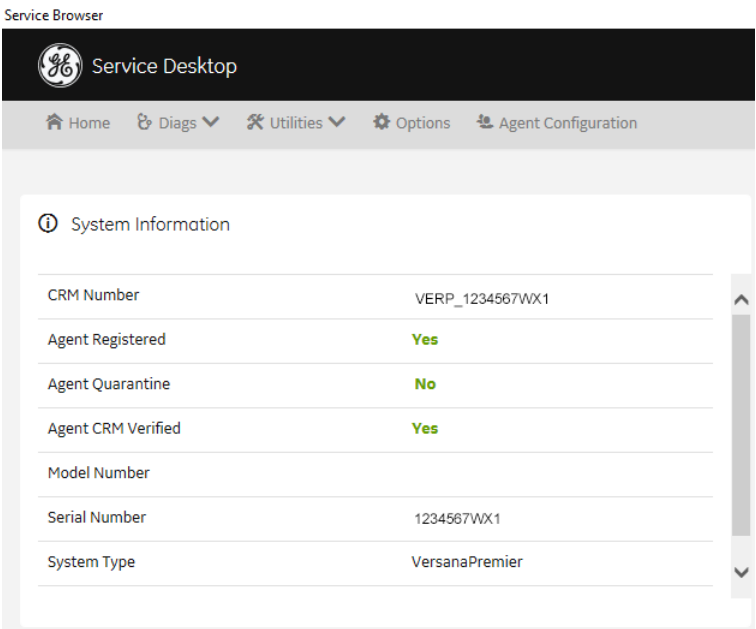 Service Browser
GE Service Desktop
Home Diags Utilities Options Agent Configuration
System Information
CRM Number VERP_1234567WX1
Agent Registered Yes
Agent Quarantine No
Agent CRM Verified Yes
Model Number
Serial Number 1234567WX1
System Type VersanaPremier